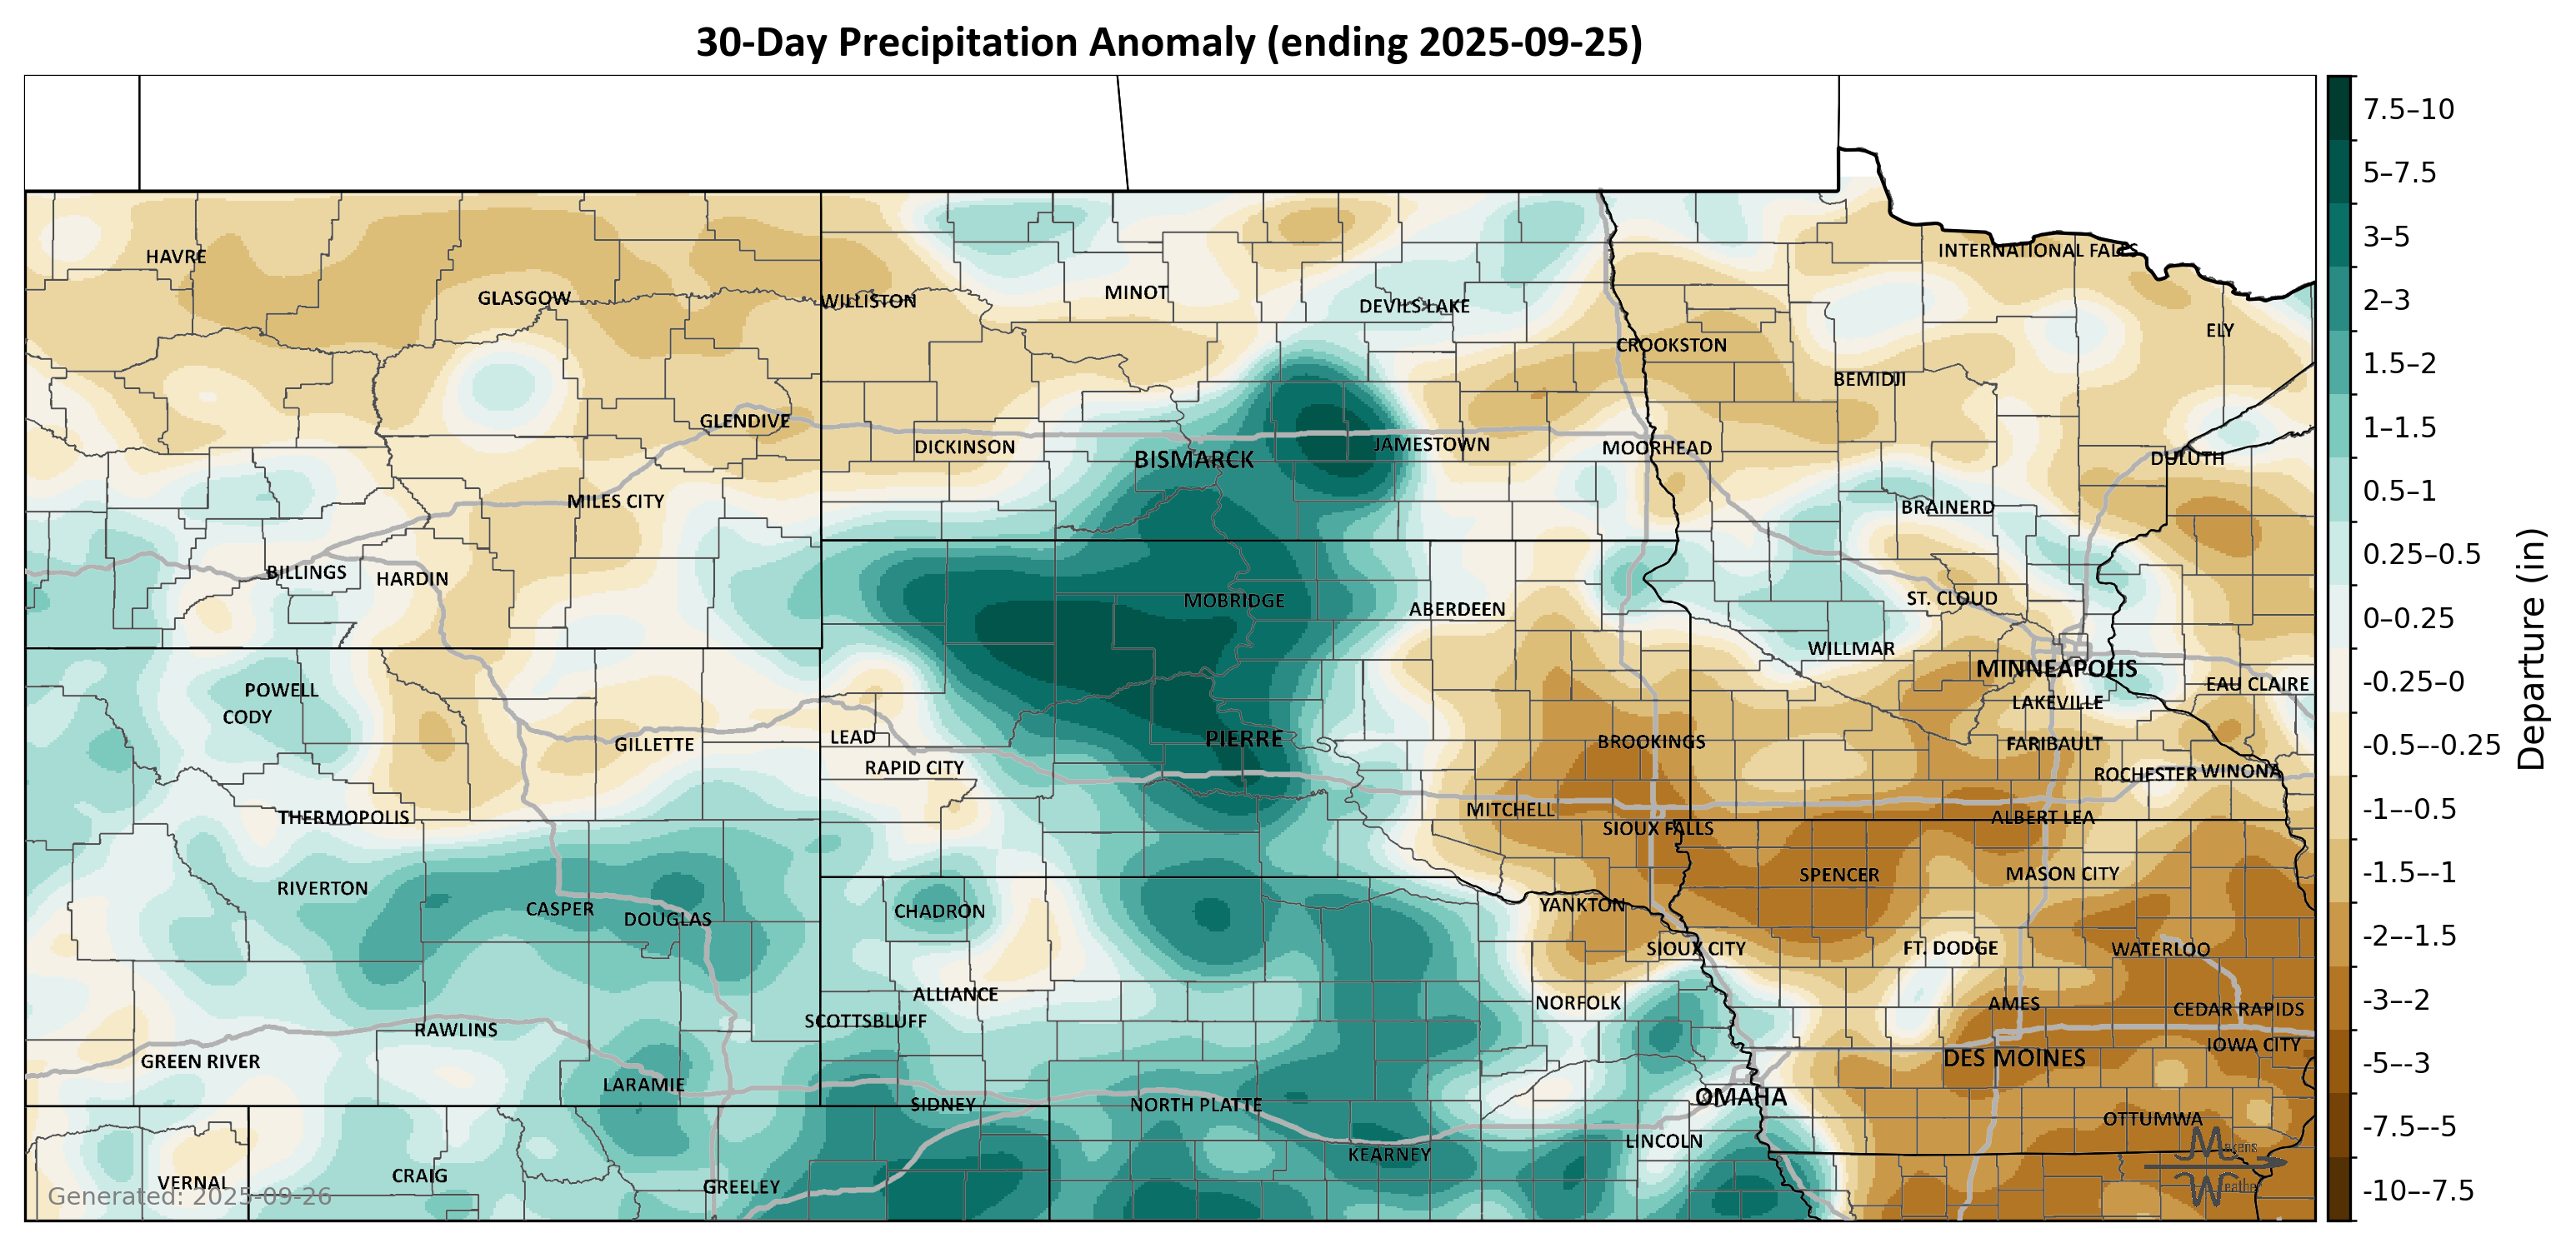 30-Day Precipitation Anomaly (ending 2025-09-25)
7.5–10
5–7.5
3–5
2–3
1.5–2
1–1.5
0.5–1
0.25–0.5
0–0.25
-0.25–0
-0.5–-0.25
-1–-0.5
-1.5–-1
-2–-1.5
-3–-2
-5–-3
-7.5–-5
-10–-7.5
Departure (in)
HAVRE
INTERNATIONAL FALLS
GLASGOW
WILLISTON
MINOT
DEVILS LAKE
ELY
CROOKSTON
BEMIDJI
GLENDIVE
DICKINSON
BISMARCK
JAMESTOWN
MOORHEAD
DULUTH
MILES CITY
BRAINERD
BILLINGS
HARDIN
MOBRIDGE
ABERDEEN
ST. CLOUD
WILLMAR
MINNEAPOLIS
EAU CLAIRE
POWELL
CODY
LAKEVILLE
GILLETTE
LEAD
PIERRE
BROOKINGS
FARIBAULT
RAPID CITY
ROCHESTER
WINONA
THERMOPOLIS
MITCHELL
ALBERT LEA
SIOUX FALLS
RIVERTON
SPENCER
MASON CITY
CASPER
DOUGLAS
CHADRON
YANKTON
SIOUX CITY
FT. DODGE
WATERLOO
ALLIANCE
NORFOLK
AMES
CEDAR RAPIDS
SCOTTSBLUFF
RAWLINS
GREEN RIVER
DES MOINES
IOWA CITY
LARAMIE
OMAHA
SIDNEY
NORTH PLATTE
OTTUMWA
LINCOLN
KEARNEY
VERNAL
CRAIG
GREELEY
Makens
Weather
Generated: 2025-09-26